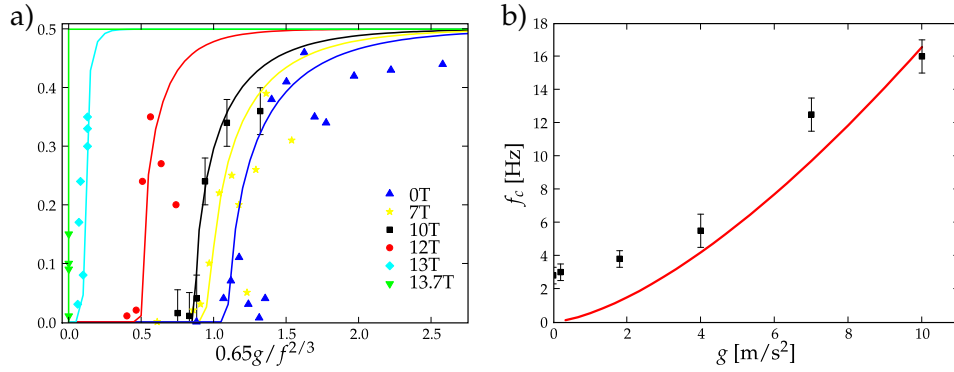 a)
0.5
0.4
0.3
0.2
0.1
0.0
0.0 0.5 1.0 1.5 2.0 2.5
0.65g/f^{2/3}
0T
7T
10T
12T
13T
13.7T
b)
18
16
14
12
10
8
6
4
2
0
f_c [Hz]
0 2 4 6 8 10
g [m/s²]